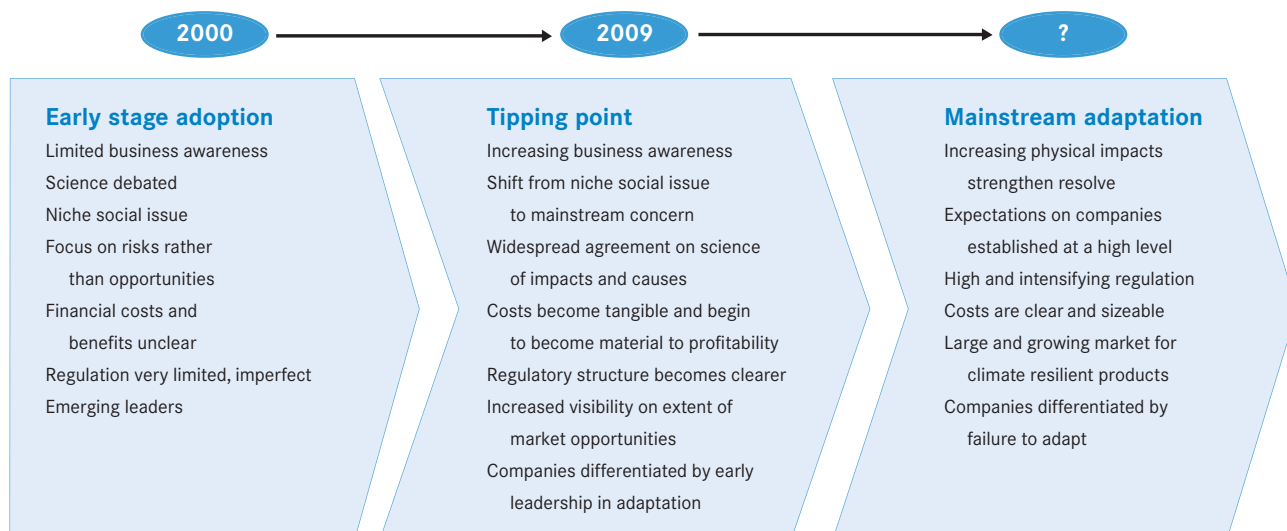 2000
2009
?
Early stage adoption
Limited business awareness
Science debated
Niche social issue
Focus on risks rather
than opportunities
Financial costs and
benefits unclear
Regulation very limited, imperfect
Emerging leaders
Tipping point
Increasing business awareness
Shift from niche social issue
to mainstream concern
Widespread agreement on science
of impacts and causes
Costs become tangible and begin
to become material to profitability
Regulatory structure becomes clearer
Increased visibility on extent of
market opportunities
Companies differentiated by early
leadership in adaptation
Mainstream adaptation
Increasing physical impacts
strengthen resolve
Expectations on companies
established at a high level
High and intensifying regulation
Costs are clear and sizeable
Large and growing market for
climate resilient products
Companies differentiated by
failure to adapt